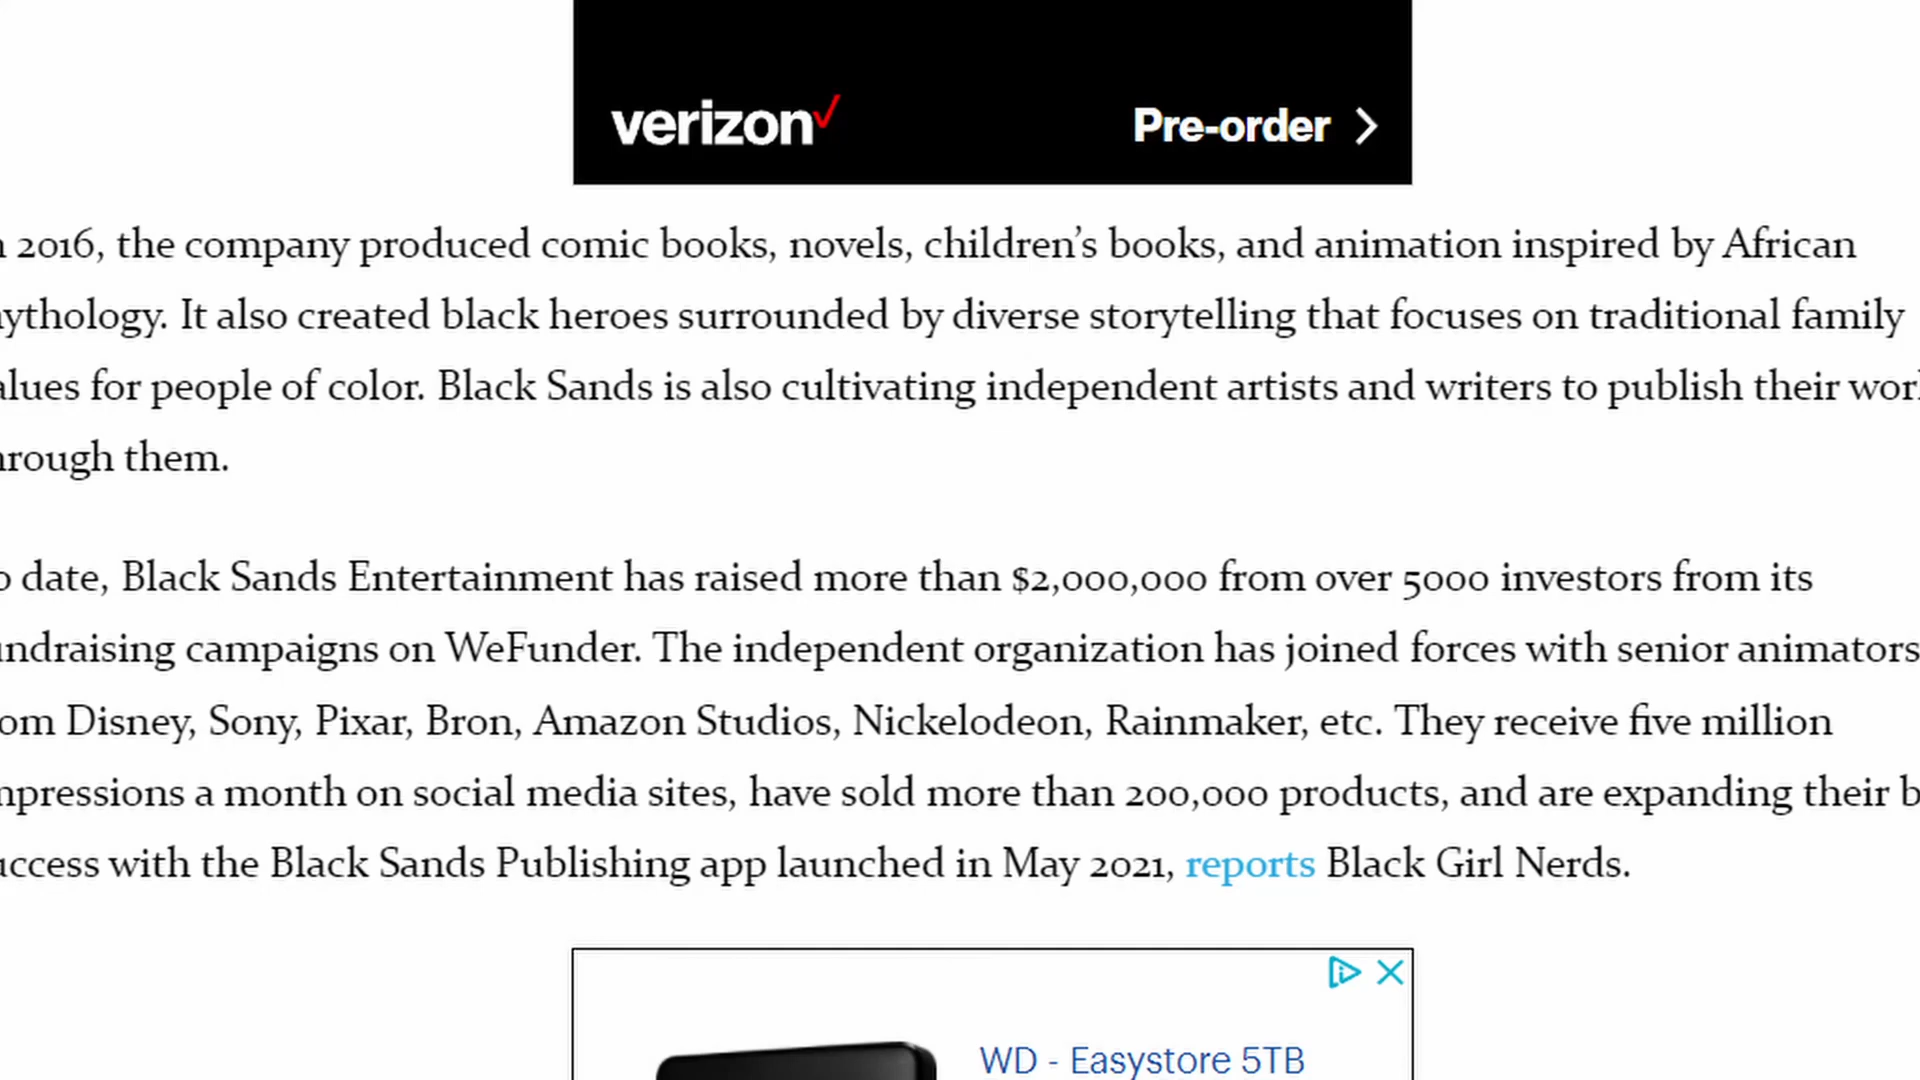 verizon
Pre-order
2016, the company produced comic books, novels, children's books, and animation inspired by African
ythology. It also created black heroes surrounded by diverse storytelling that focuses on traditional family
alues for people of color. Black Sands is also cultivating independent artists and writers to publish their wor
rough them.
o date, Black Sands Entertainment has raised more than $2,000,000 from over 5000 investors from its
ndraising campaigns on WeFunder. The independent organization has joined forces with senior animators
om Disney, Sony, Pixar, Bron, Amazon Studios, Nickelodeon, Rainmaker, etc. They receive five million
mpressions a month on social media sites, have sold more than 200,000 products, and are expanding their b
uccess with the Black Sands Publishing app launched in May 2021, reports Black Girl Nerds.
WD - Easystore 5TB